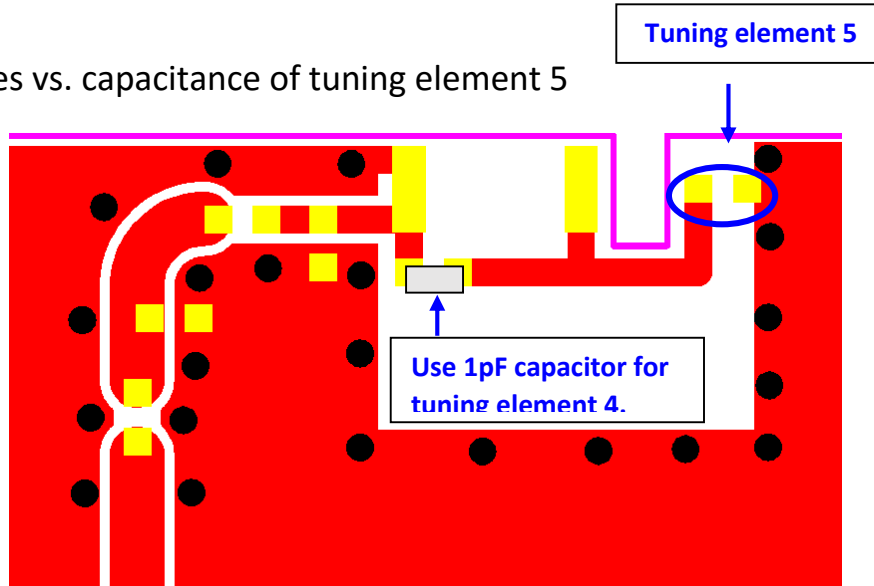 Tuning element 5
es vs. capacitance of tuning element 5
Use 1pF capacitor for
tuning element 4.